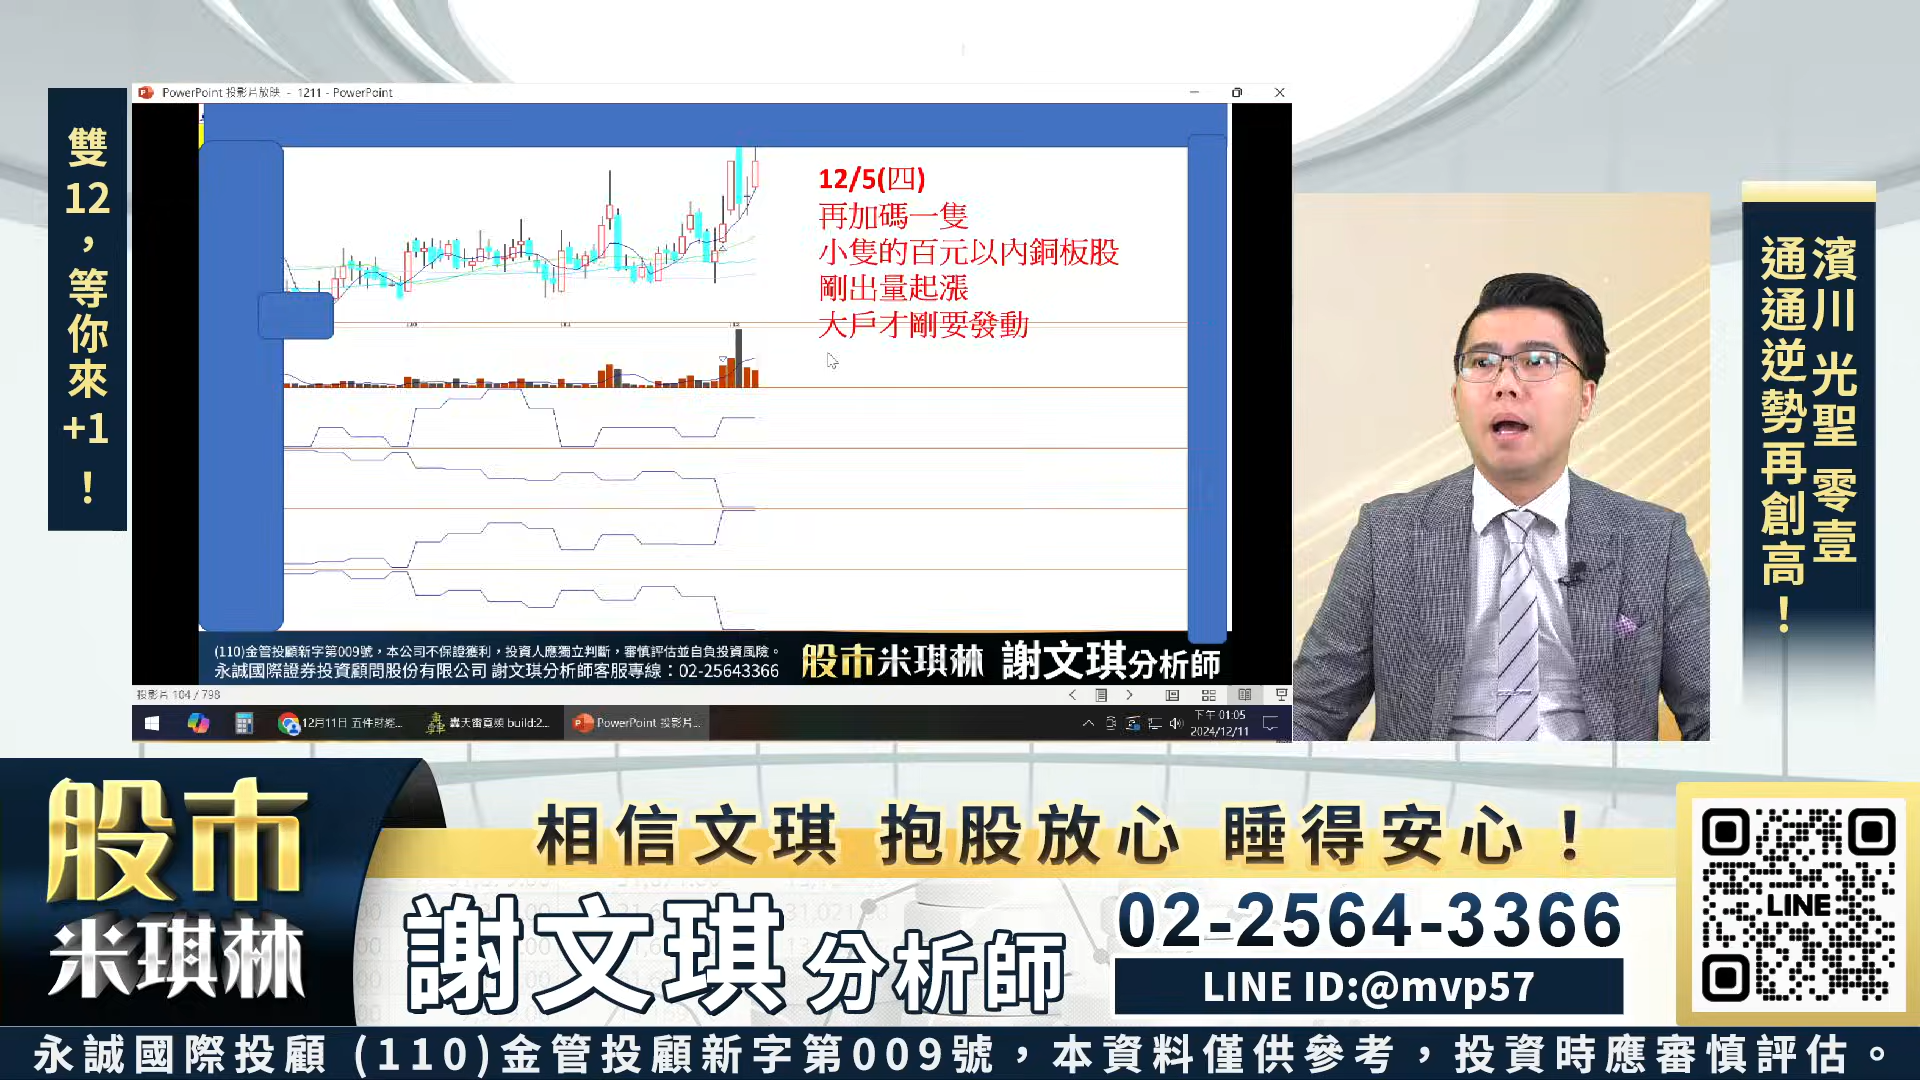 雙12，等你來+1！
PowerPoint 投影片放映 - 1211 - PowerPoint
12/5(四)
再加碼一隻
小隻的百元以內銅板股
剛出量起漲
大戶才剛要發動
(110)金管投顧新字第009號，本公司不保證獲利，投資人應獨立判斷，審慎評估並自負投資風險。
永誠國際證券投資顧問股份有限公司 謝文琪分析師客服專線：02-25643366
股市米琪林 謝文琪分析師
投影片 104 / 798
12月11日 五件財經...
轟天雷直頻 build:2...
PowerPoint 投影片...
下午 01:05
2024/12/11
濱川 光聖 零壹
通通逆勢再創高！
股市
米琪林
相信文琪 抱股放心 睡得安心！
謝文琪 分析師
02-2564-3366
LINE ID:@mvp57
LINE
永誠國際投顧 (110)金管投顧新字第009號，本資料僅供參考，投資時應審慎評估。